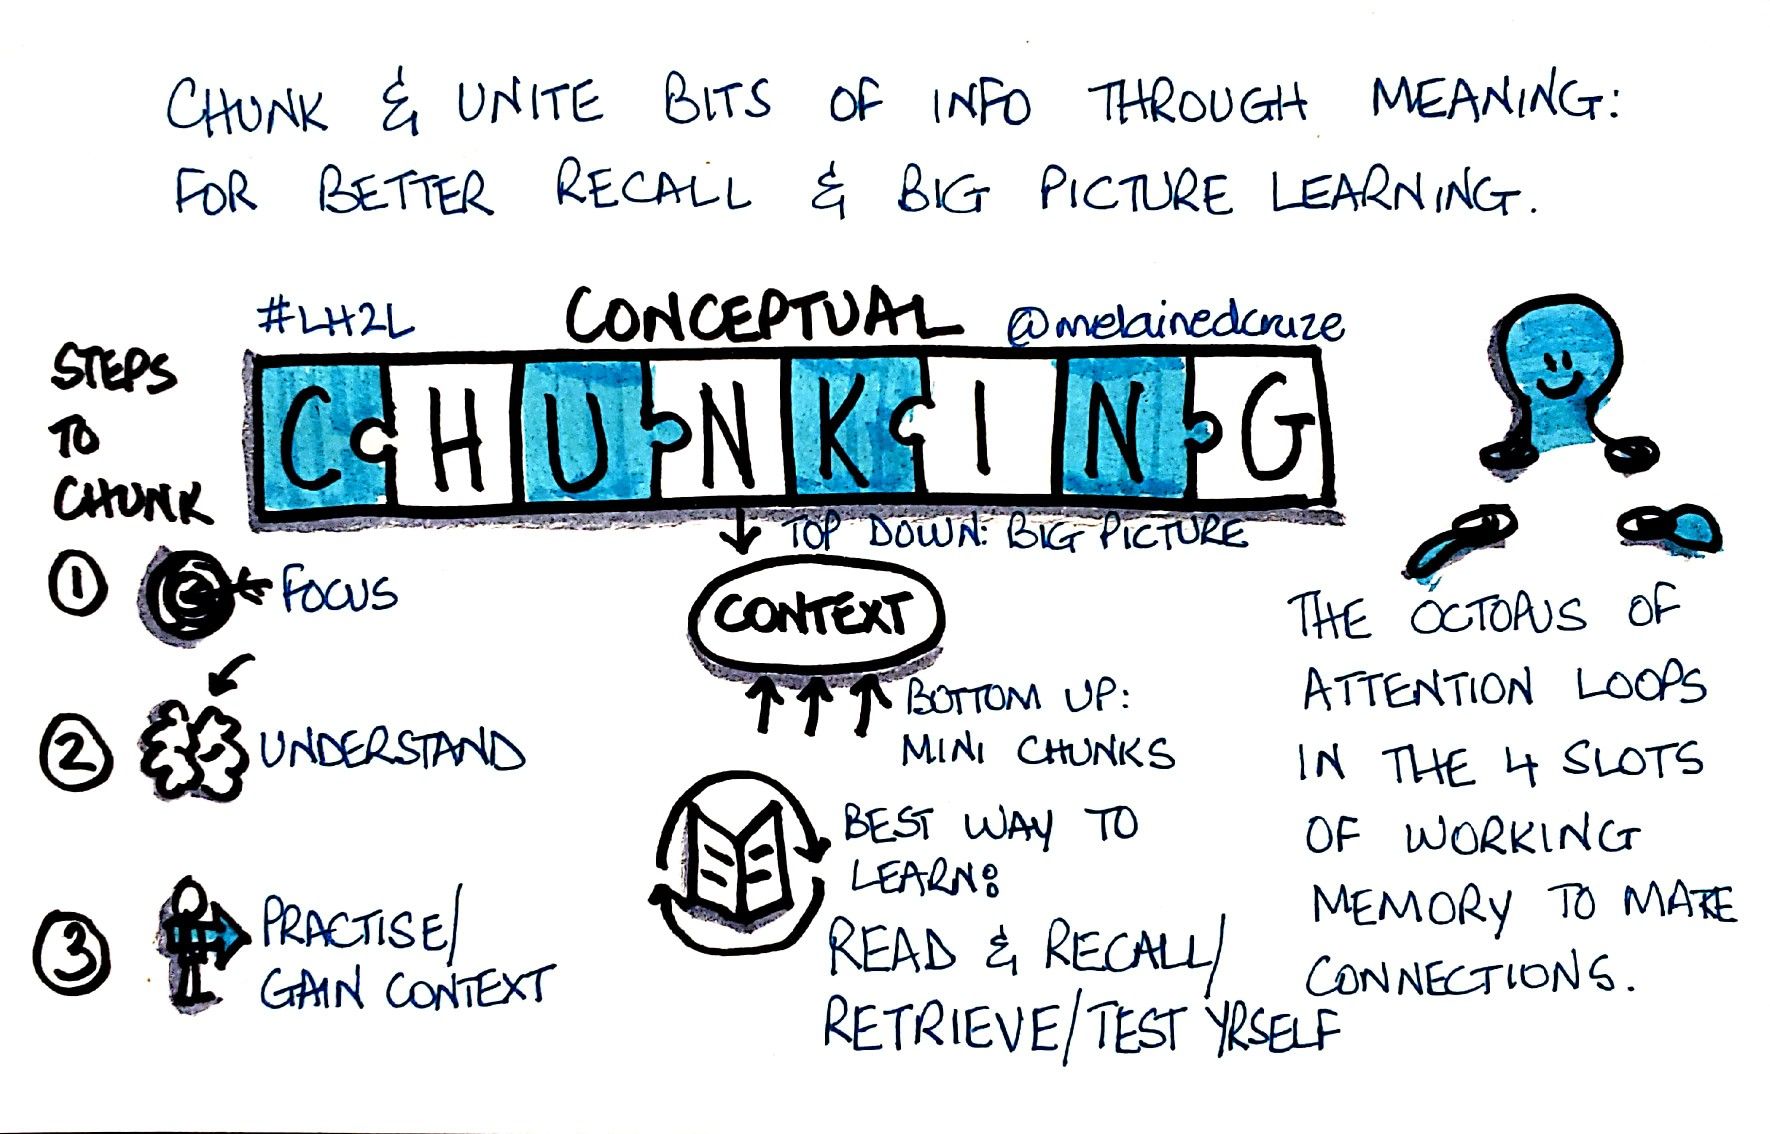 CHUNK & UNITE BITS OF INFO THROUGH MEANING:
FOR BETTER RECALL & BIG PICTURE LEARNING.
#LH2L
CONCEPTUAL
@melainedcruze
CHUNKING
STEPS
TO
CHUNK
1 FOCUS
2 UNDERSTAND
3 PRACTISE/
GAIN CONTEXT
TOP DOWN: BIG PICTURE
CONTEXT
BOTTOM UP:
MINI CHUNKS
BEST WAY TO
LEARN:
READ & RECALL/
RETRIEVE/TEST YRSELF
THE OCTOPUS OF
ATTENTION LOOPS
IN THE 4 SLOTS
OF WORKING
MEMORY TO MAKE
CONNECTIONS.